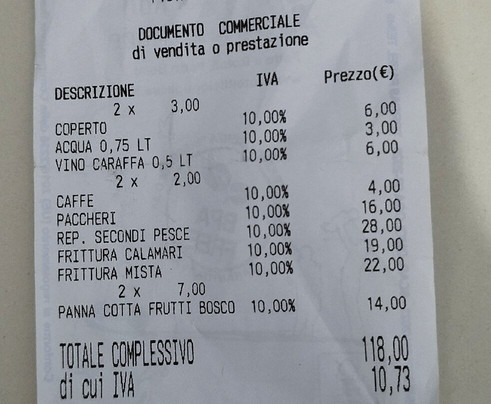 DOCUMENTO COMMERCIALE
di vendita o prestazione
DESCRIZIONE IVA Prezzo(€)
2 x 3,00
COPERTO 10,00% 6,00
ACQUA 0,75 LT 10,00% 3,00
VINO CARAFFA 0,5 LT 10,00% 6,00
2 x 2,00
CAFFE 10,00% 4,00
PACCHERI 10,00% 16,00
REP. SECONDI PESCE 10,00% 28,00
FRITTURA CALAMARI 10,00% 19,00
FRITTURA MISTA 10,00% 22,00
2 x 7,00
PANNA COTTA FRUTTI BOSCO 10,00% 14,00
TOTALE COMPLESSIVO 118,00
di cui IVA 10,73